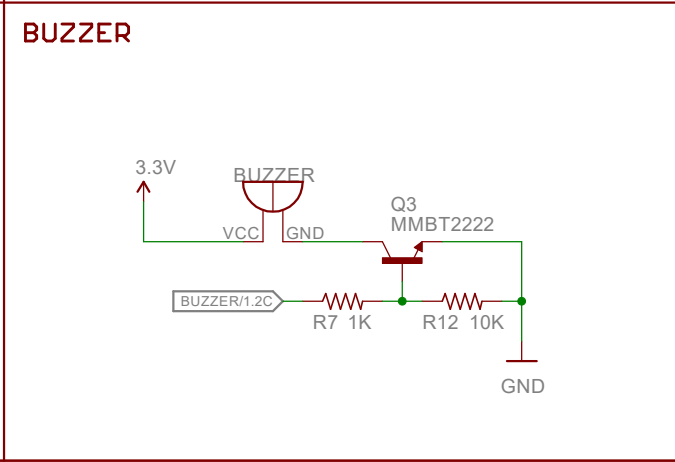 BUZZER
3.3V
BUZZER
VCC GND
Q3
MMBT2222
BUZZER/1.2C
R7 1K R12 10K
GND